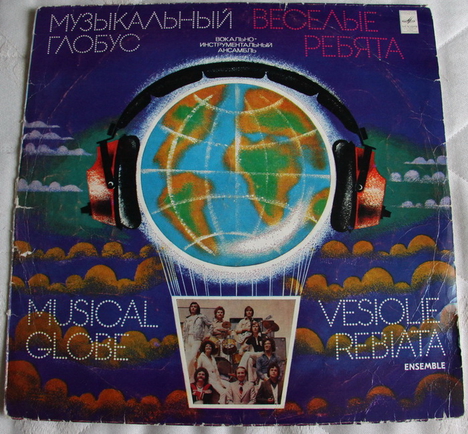 МУЗЫКАЛЬНЫЙ
ГЛОБУС
ВЕСЕЛЫЕ
РЕБЯТА
ВОКАЛЬНО-
ИНСТРУМЕНТАЛЬНЫЙ
АНСАМБЛЬ
MUSICAL
GLOBE
VESIOLIE
REBIATA
ENSEMBLE